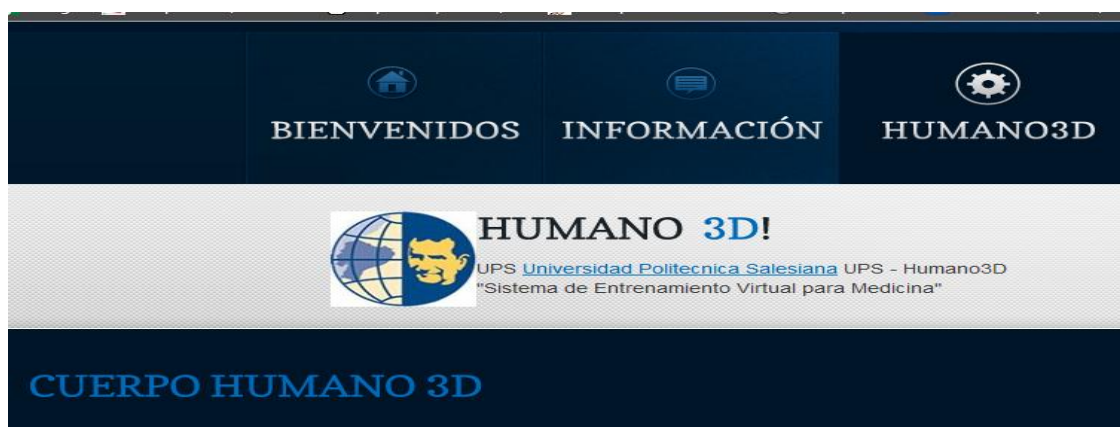 BIENVENIDOS INFORMACIÓN HUMANO3D
HUMANO 3D!
UPS Universidad Politecnica Salesiana UPS - Humano3D
"Sistema de Entrenamiento Virtual para Medicina"
CUERPO HUMANO 3D